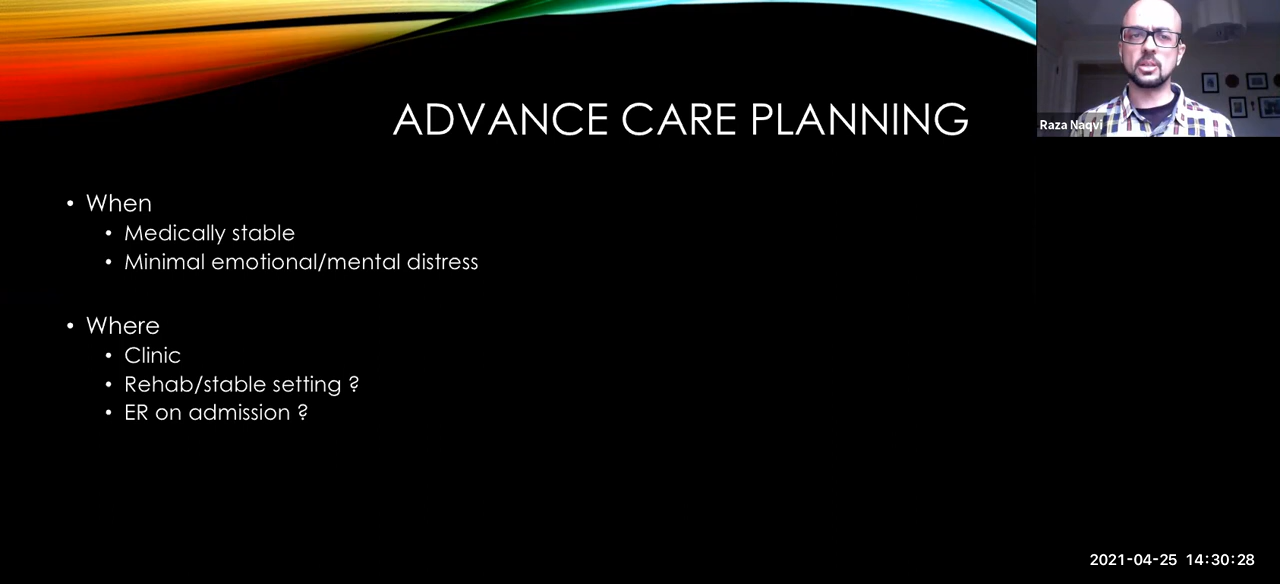 ADVANCE CARE PLANNING
Raza Naqvi
• When
• Medically stable
• Minimal emotional/mental distress
• Where
• Clinic
• Rehab/stable setting ?
• ER on admission ?
2021-04-25 14:30:28